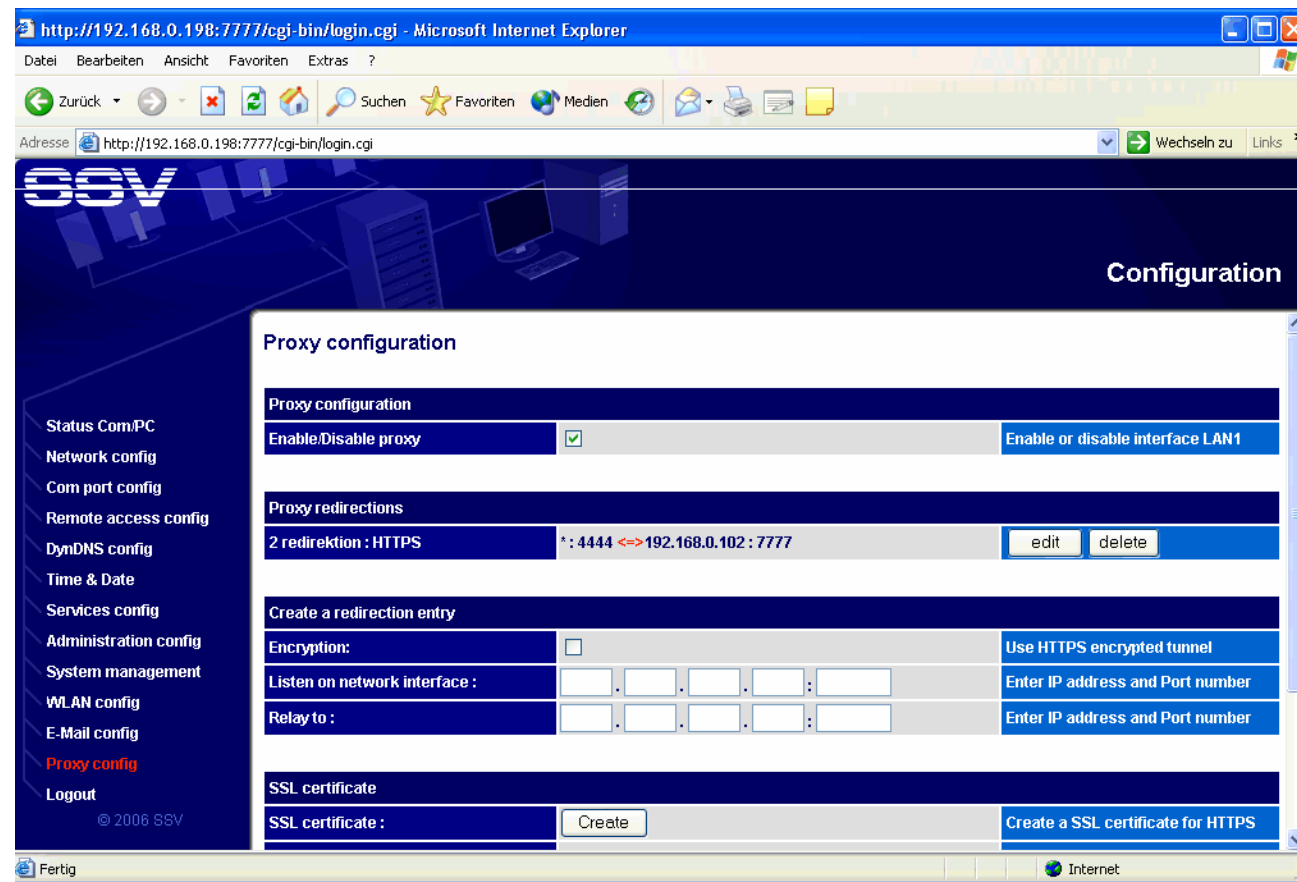 http://192.168.0.198:7777/cgi-bin/login.cgi - Microsoft Internet Explorer
Datei Bearbeiten Ansicht Favoriten Extras ?
Zurück Suchen Favoriten Medien
Adresse http://192.168.0.198:7777/cgi-bin/login.cgi Wechseln zu Links
SSV
Configuration
Status Com/PC
Network config
Com port config
Remote access config
DynDNS config
Time & Date
Services config
Administration config
System management
WLAN config
E-Mail config
Proxy config
Logout
© 2006 SSV
Proxy configuration
Proxy configuration
Enable/Disable proxy Enable or disable interface LAN1
Proxy redirections
2 redirektion : HTTPS * : 4444 <=>192.168.0.102 : 7777 edit delete
Create a redirection entry
Encryption: Use HTTPS encrypted tunnel
Listen on network interface : . . . : Enter IP address and Port number
Relay to : . . . : Enter IP address and Port number
SSL certificate
SSL certificate : Create Create a SSL certificate for HTTPS
Fertig Internet